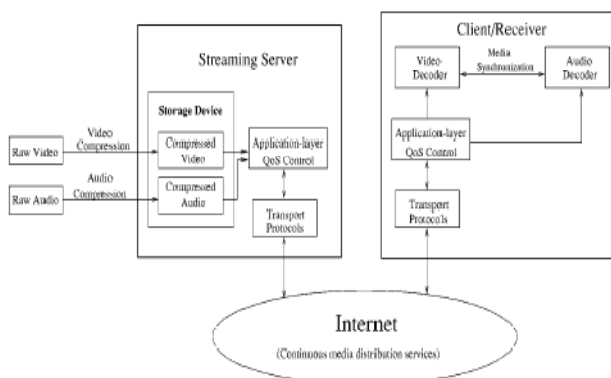 Streaming Server
Storage Device
Raw Video
Video
Compression
Compressed
Video
Application-layer
QoS Control
Raw Audio
Audio
Compression
Compressed
Audio
Transport
Protocols
Client/Receiver
Video
Decoder
Media
Synchronization
Audio
Decoder
Application-layer
QoS Control
Transport
Protocols
Internet
(Continuous media distribution services)